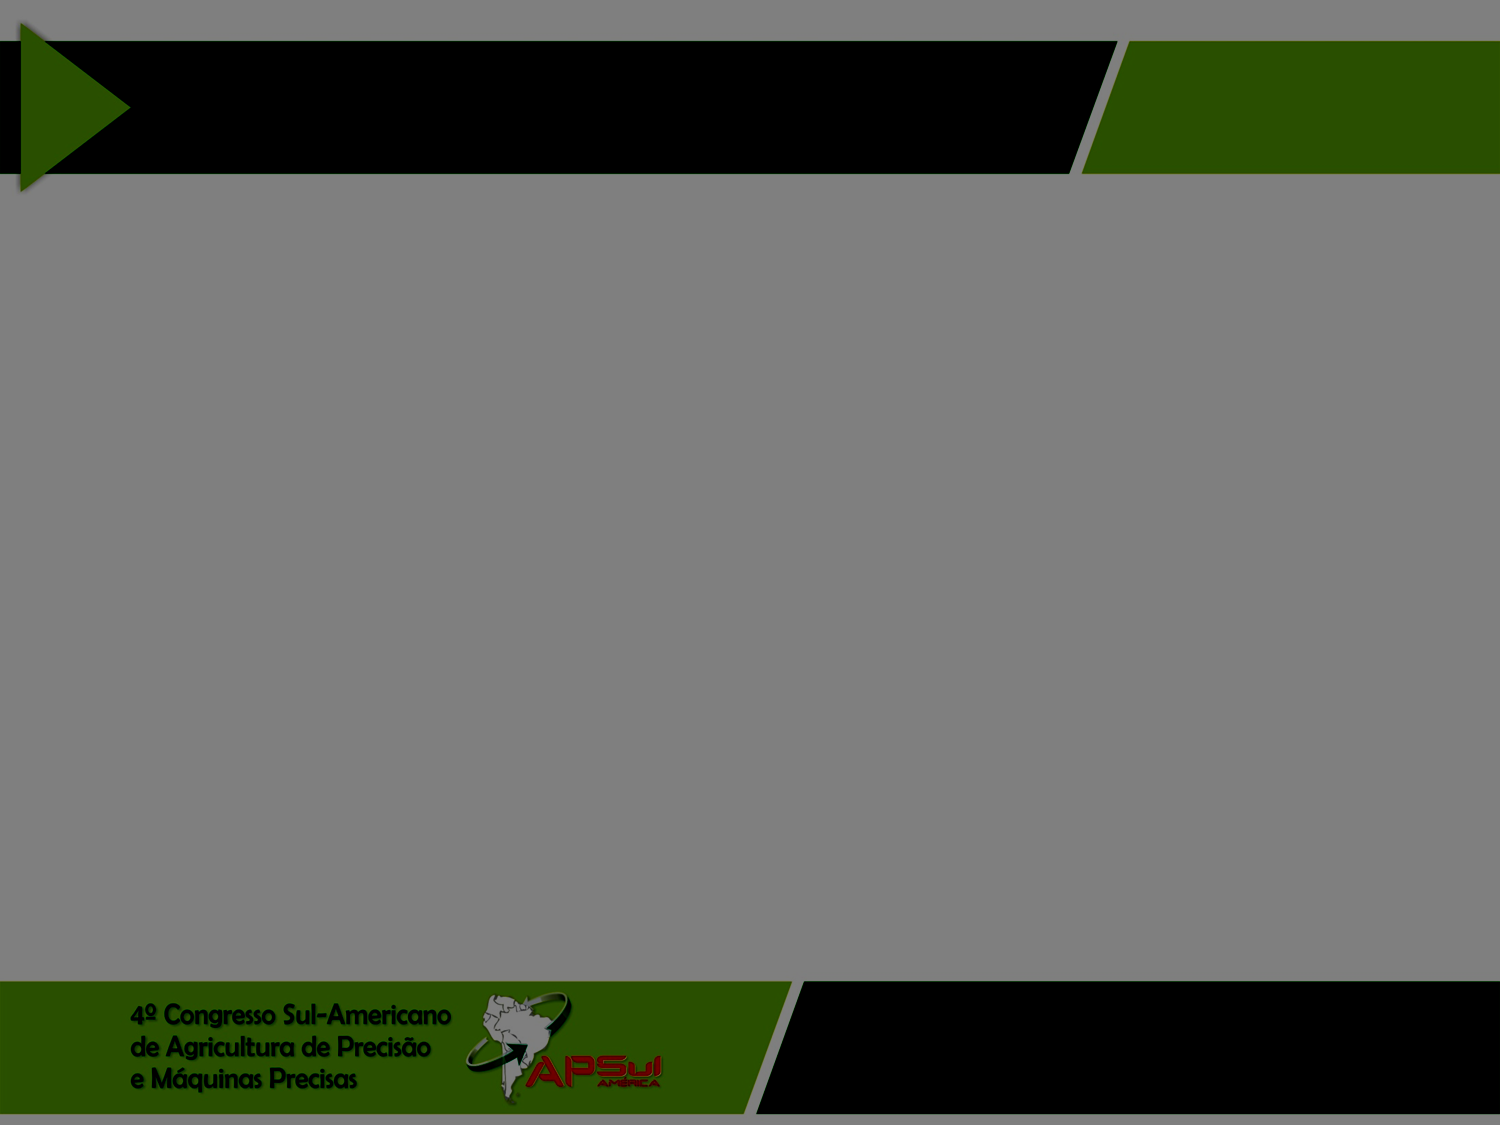 4º Congresso Sul-Americano
de Agricultura de Precisão
e Máquinas Precisas
APSul
AMÉRICA